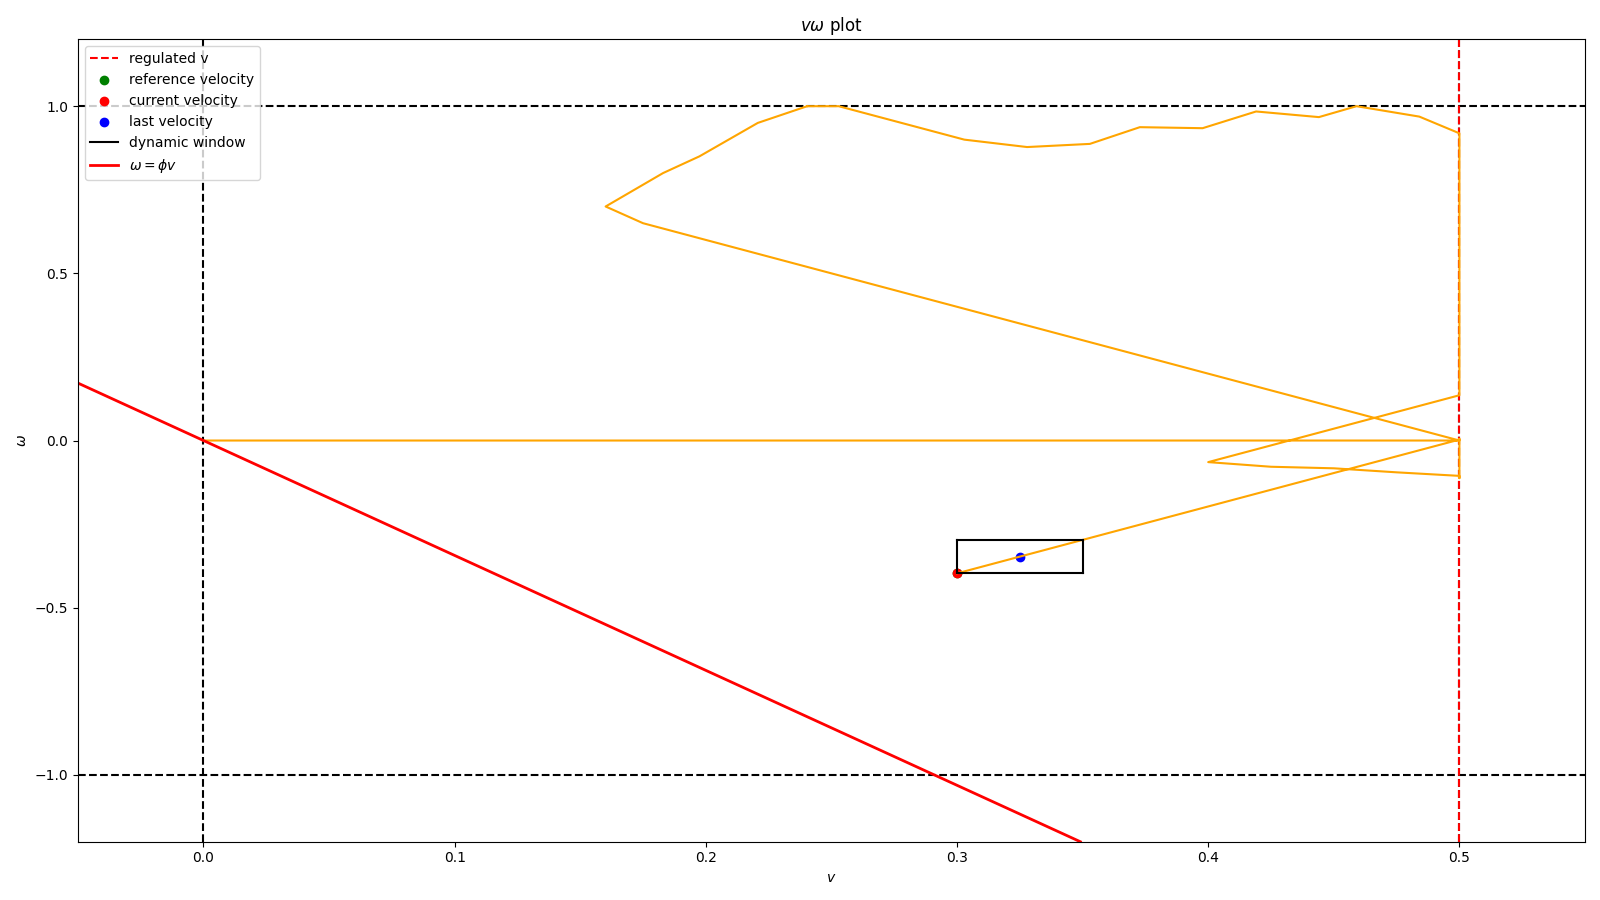 vω plot
regulated v
reference velocity
current velocity
last velocity
dynamic window
ω = ϕv
1.0
0.5
0.0
−0.5
−1.0
ω
0.0 0.1 0.2 0.3 0.4 0.5
v